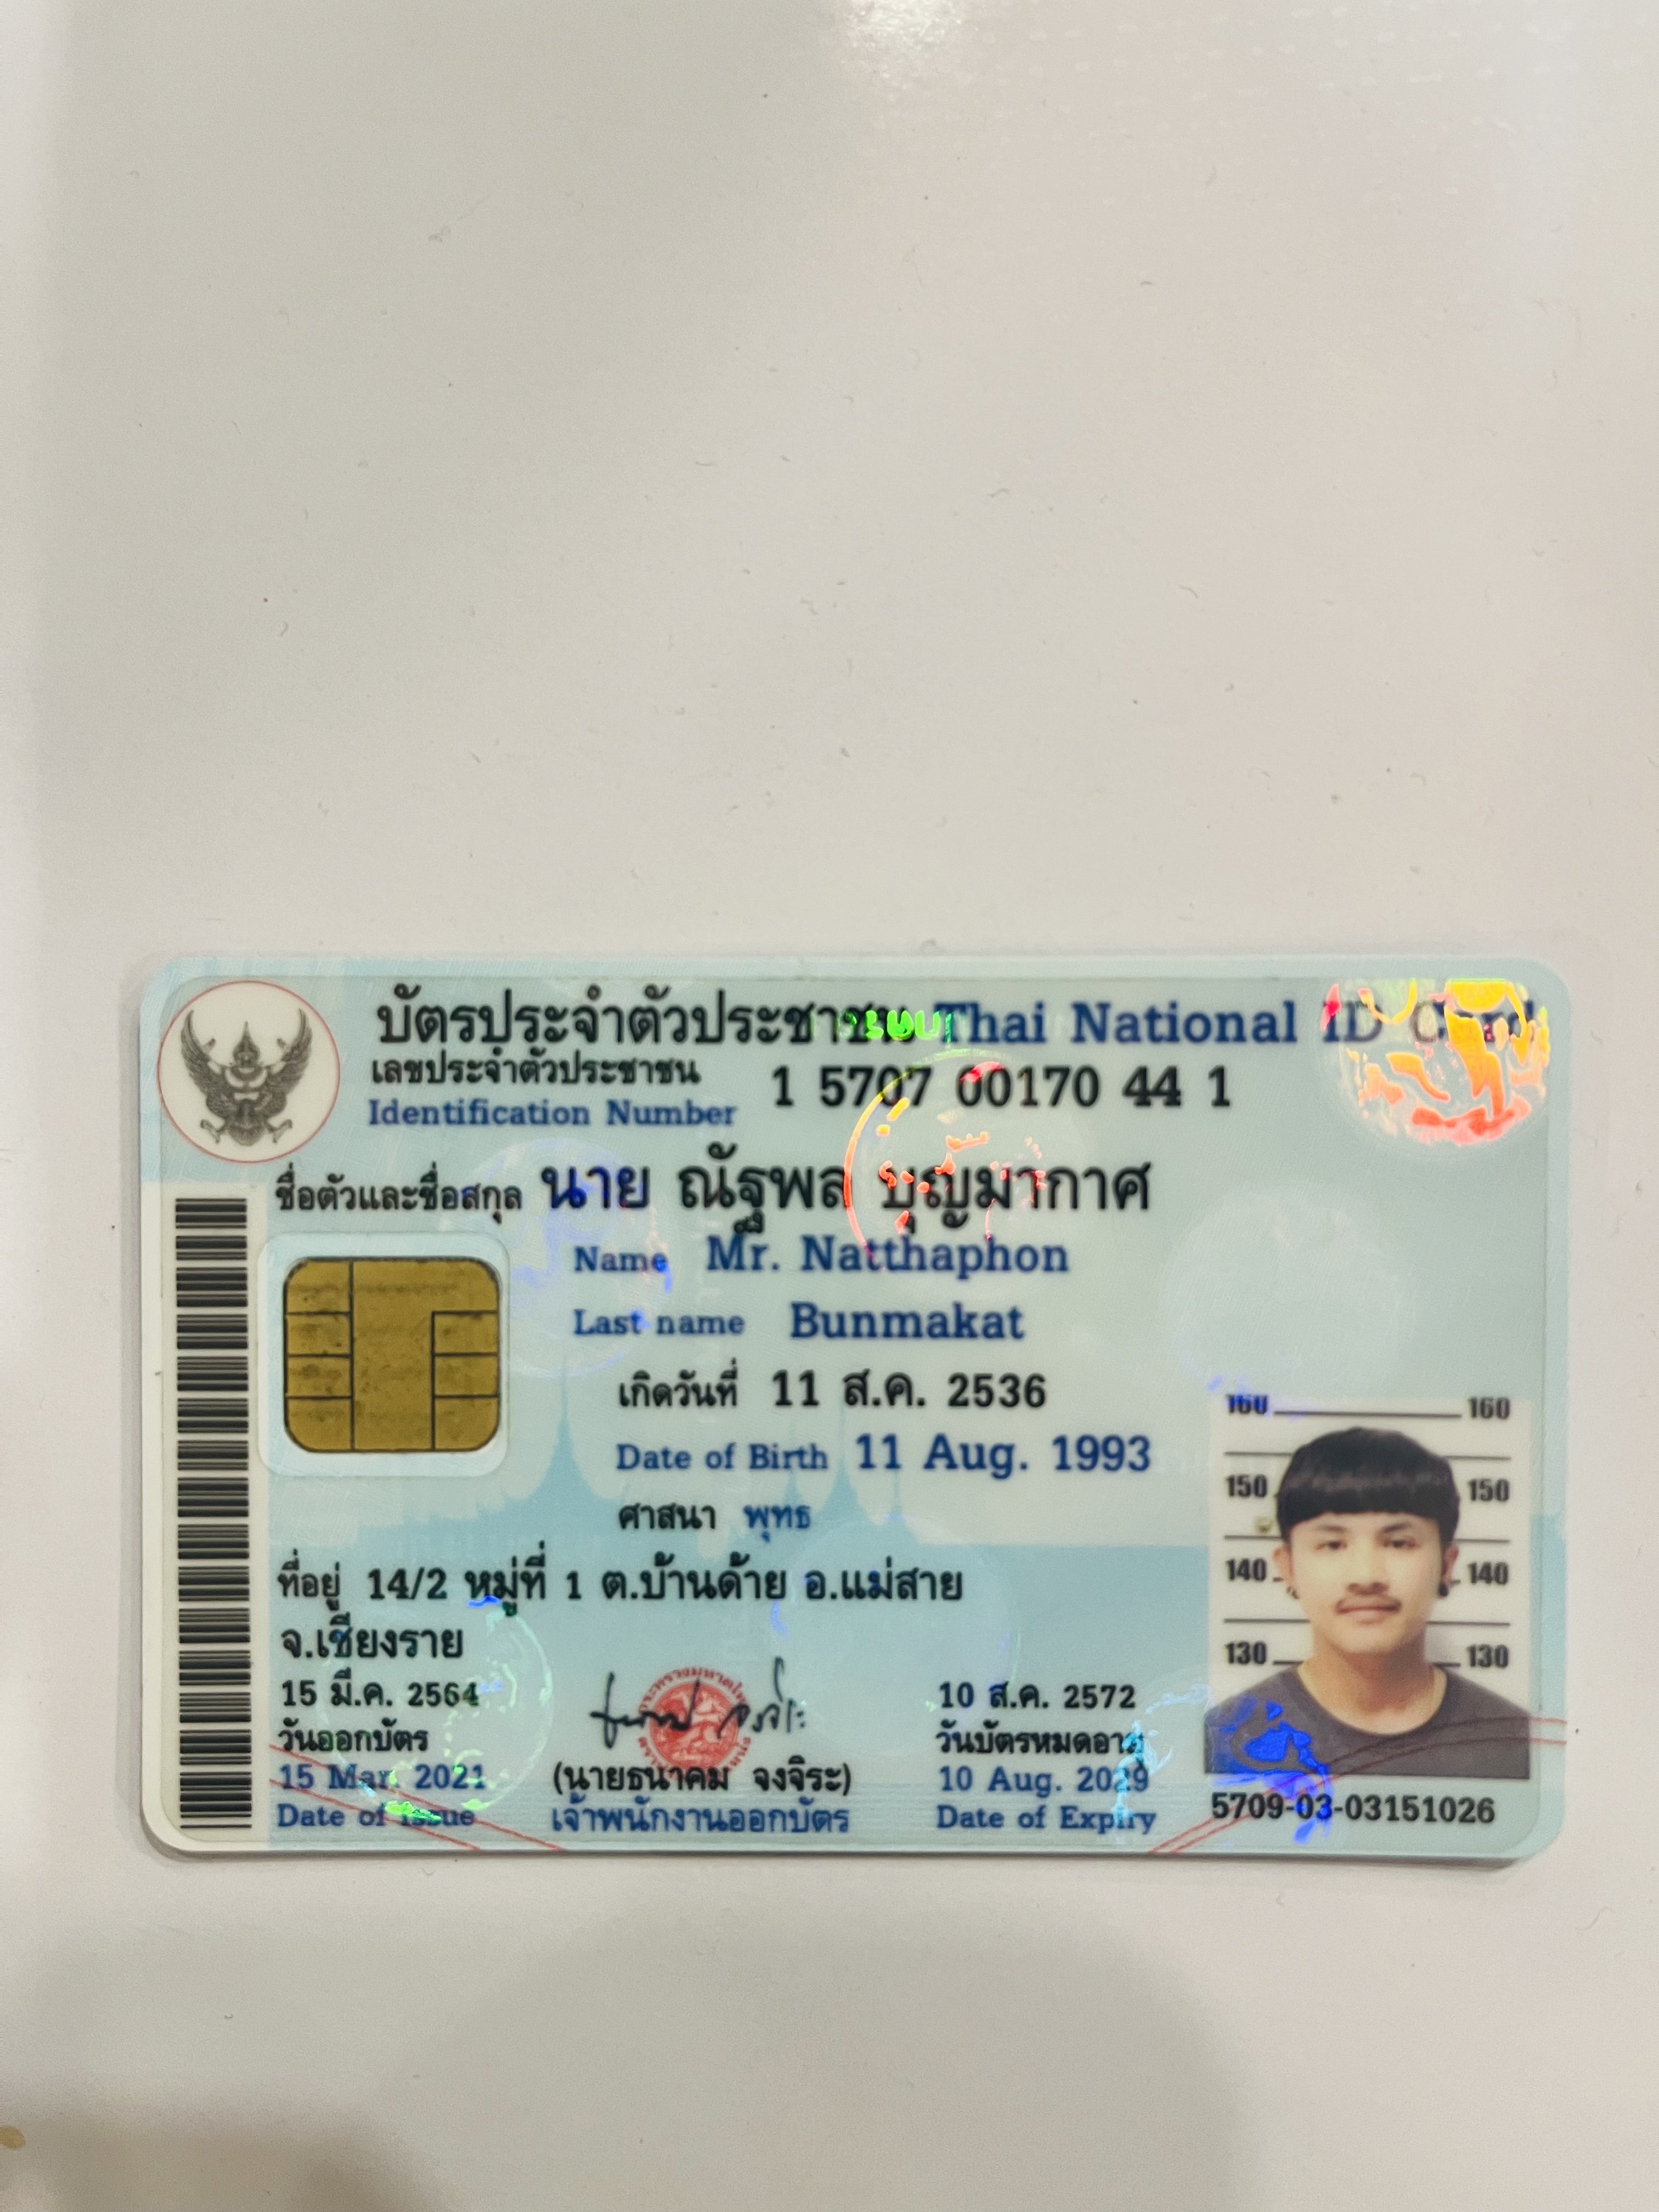 บัตรประจำตัวประชาชน Thai National ID Card
เลขประจำตัวประชาชน
Identification Number
1 5707 00170 44 1
ชื่อตัวและชื่อสกุล นาย ณัฐพล บุญมากาศ
Name Mr. Natthaphon
Last name Bunmakat
เกิดวันที่ 11 ส.ค. 2536
Date of Birth 11 Aug. 1993
ศาสนา พุทธ
ที่อยู่ 14/2 หมู่ที่ 1 ต.บ้านด้าย อ.แม่สาย
จ.เชียงราย
15 มี.ค. 2564
วันออกบัตร
15 Mar. 2021
Date of Issue
(นายธนาคม จงจิระ)
เจ้าพนักงานออกบัตร
10 ส.ค. 2572
วันบัตรหมดอายุ
10 Aug. 2029
Date of Expiry
160 160
150 150
140 140
130 130
5709-03-03151026